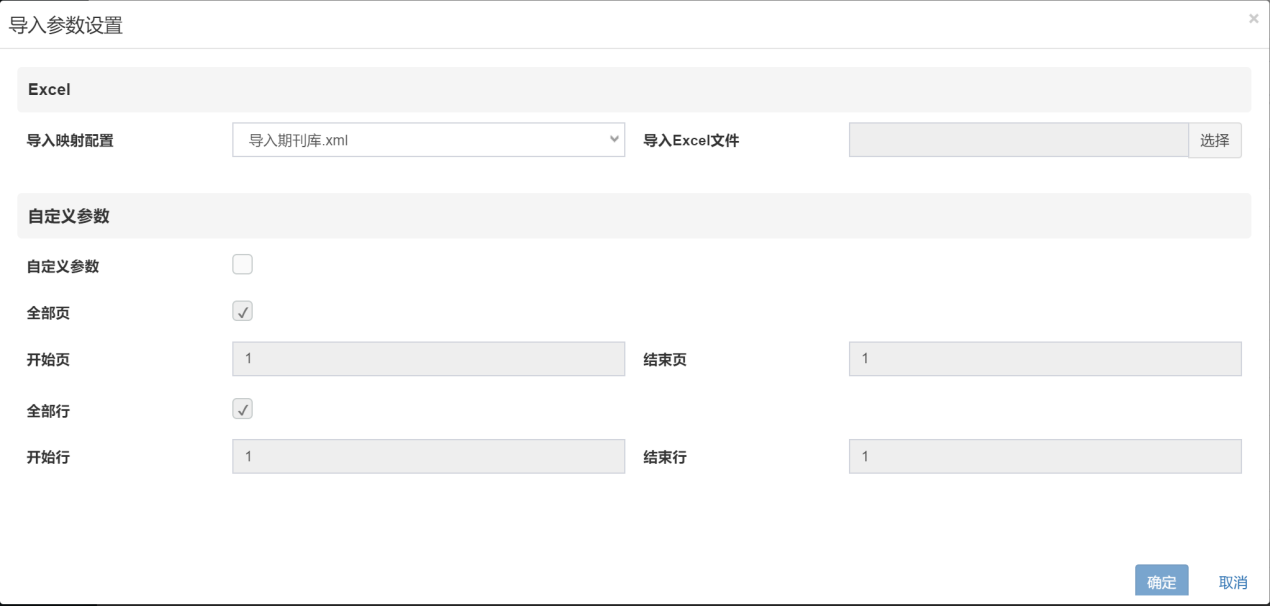 导入参数设置 ×
Excel
导入映射配置 导入期刊库.xml 导入Excel文件 选择
自定义参数
自定义参数
全部页
开始页 1 结束页 1
全部行
开始行 1 结束行 1
确定 取消